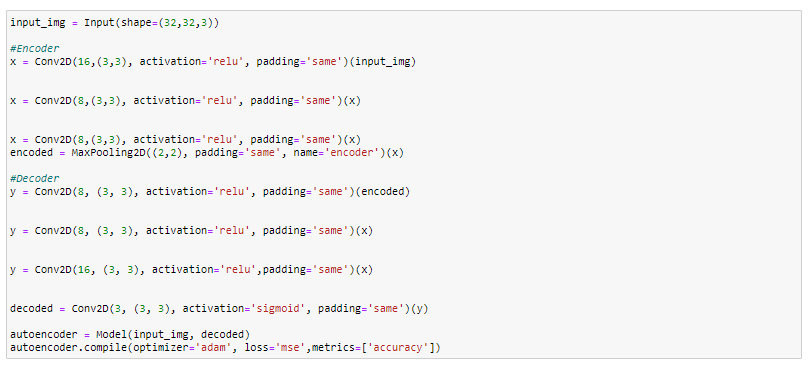 input_img = Input(shape=(32,32,3))
#Encoder
x = Conv2D(16,(3,3), activation='relu', padding='same')(input_img)
x = Conv2D(8,(3,3), activation='relu', padding='same')(x)
x = Conv2D(8,(3,3), activation='relu', padding='same')(x)
encoded = MaxPooling2D((2,2), padding='same', name='encoder')(x)
#Decoder
y = Conv2D(8, (3, 3), activation='relu', padding='same')(encoded)
y = Conv2D(8, (3, 3), activation='relu', padding='same')(x)
y = Conv2D(16, (3, 3), activation='relu',padding='same')(x)
decoded = Conv2D(3, (3, 3), activation='sigmoid', padding='same')(y)
autoencoder = Model(input_img, decoded)
autoencoder.compile(optimizer='adam', loss='mse',metrics=['accuracy'])